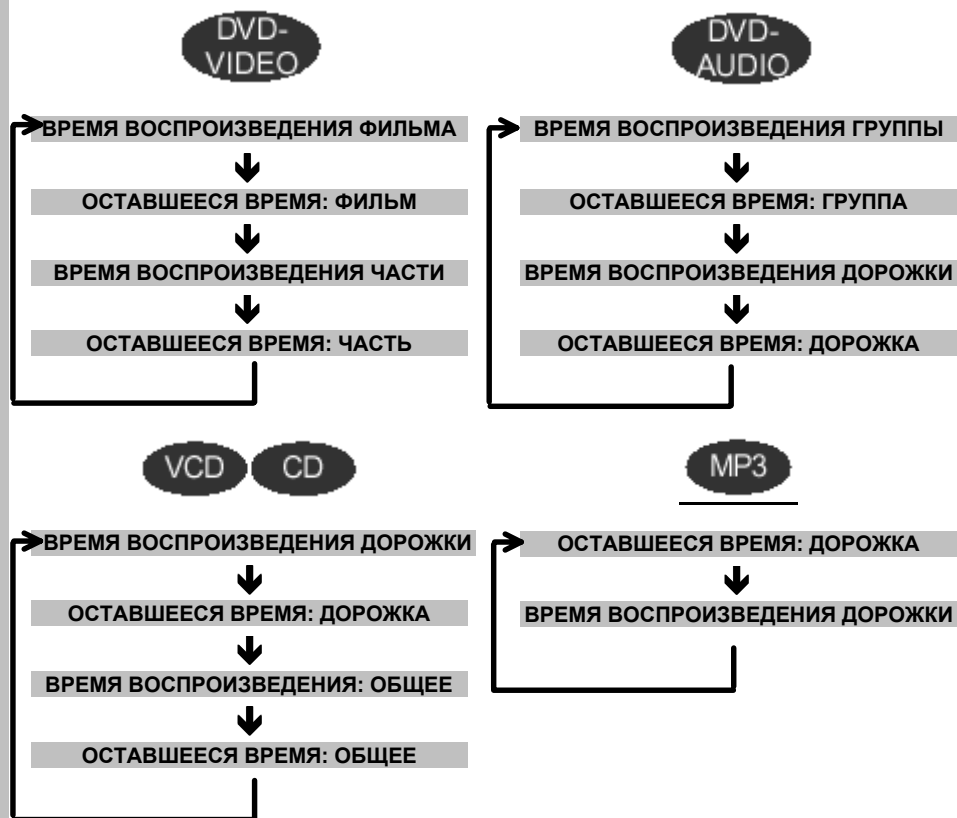 DVD-
VIDEO
ВРЕМЯ ВОСПРОИЗВЕДЕНИЯ ФИЛЬМА
ОСТАВШЕЕСЯ ВРЕМЯ: ФИЛЬМ
ВРЕМЯ ВОСПРОИЗВЕДЕНИЯ ЧАСТИ
ОСТАВШЕЕСЯ ВРЕМЯ: ЧАСТЬ
DVD-
AUDIO
ВРЕМЯ ВОСПРОИЗВЕДЕНИЯ ГРУППЫ
ОСТАВШЕЕСЯ ВРЕМЯ: ГРУППА
ВРЕМЯ ВОСПРОИЗВЕДЕНИЯ ДОРОЖКИ
ОСТАВШЕЕСЯ ВРЕМЯ: ДОРОЖКА
VCD CD
ВРЕМЯ ВОСПРОИЗВЕДЕНИЯ ДОРОЖКИ
ОСТАВШЕЕСЯ ВРЕМЯ: ДОРОЖКА
ВРЕМЯ ВОСПРОИЗВЕДЕНИЯ: ОБЩЕЕ
ОСТАВШЕЕСЯ ВРЕМЯ: ОБЩЕЕ
MP3
ОСТАВШЕЕСЯ ВРЕМЯ: ДОРОЖКА
ВРЕМЯ ВОСПРОИЗВЕДЕНИЯ ДОРОЖКИ